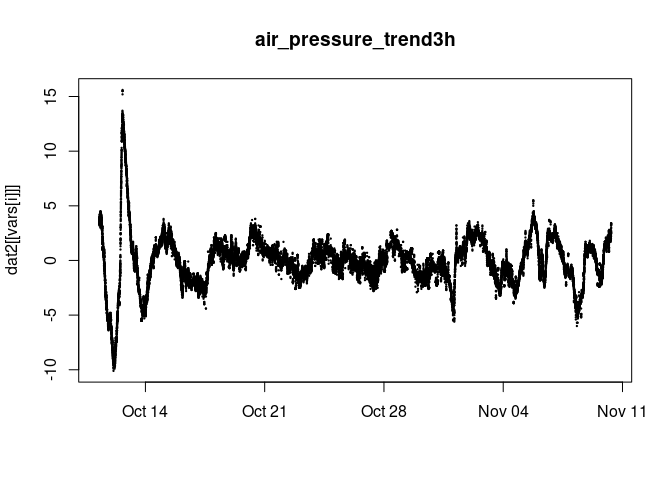 air_pressure_trend3h
dat2[[vars[i]]]
15
10
5
0
-5
-10
Oct 14
Oct 21
Oct 28
Nov 04
Nov 11